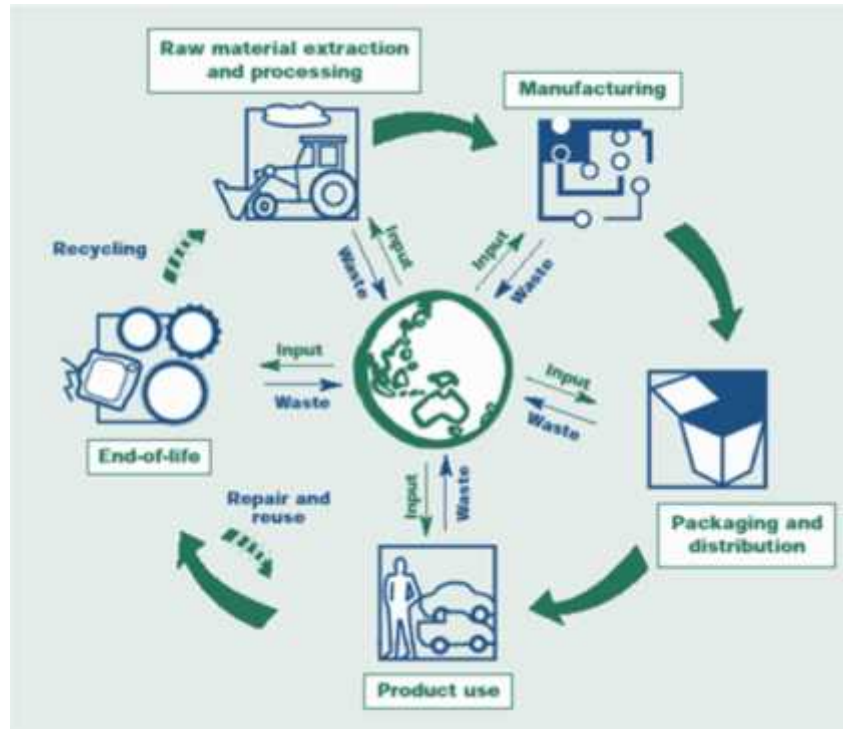 Raw material extraction
and processing
Manufacturing
Recycling
Input
Waste
Input
Waste
Input
Waste
Input
Waste
End-of-life
Repair and
reuse
Input
Waste
Packaging and
distribution
Product use